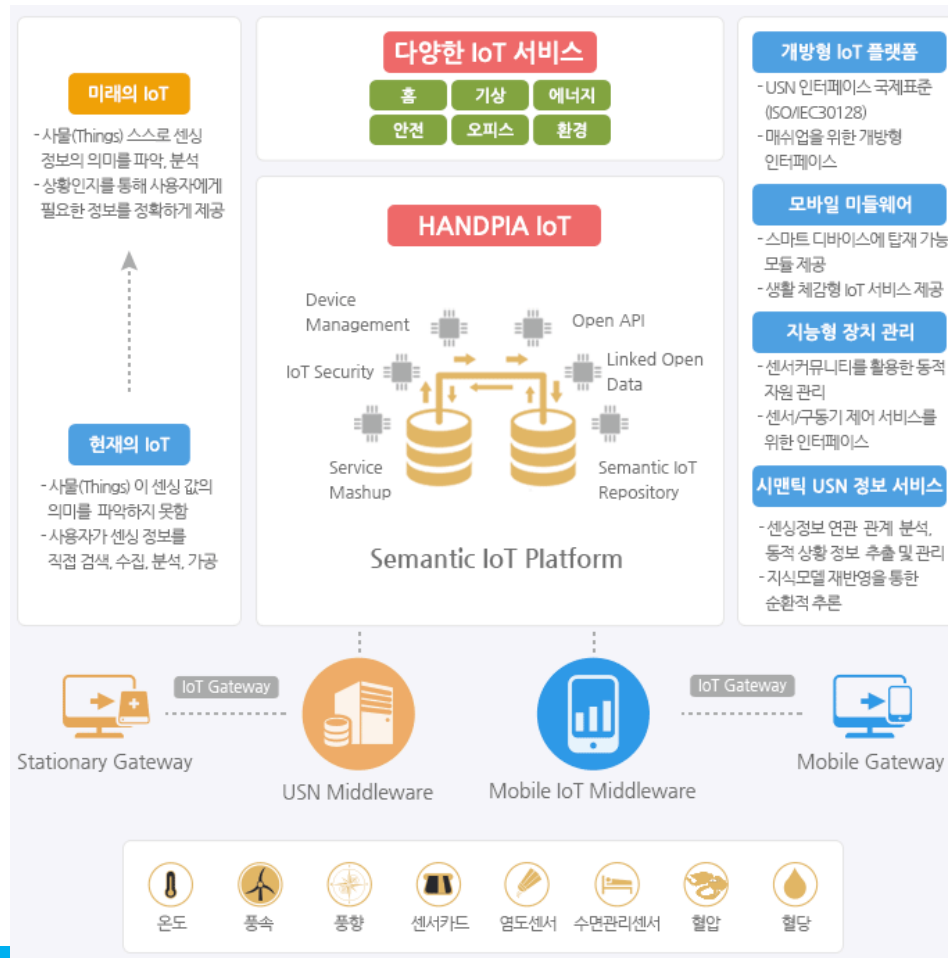 미래의 IoT
- 사물(Things) 스스로 센싱
정보의 의미를 파악, 분석
- 상황인지를 통해 사용자에게
필요한 정보를 정확하게 제공
현재의 IoT
- 사물(Things) 이 센싱 값의
의미를 파악하지 못함
- 사용자가 센싱 정보를
직접 검색, 수집, 분석, 가공
다양한 IoT 서비스
홈 기상 에너지
안전 오피스 환경
HANDPIA IoT
Device
Management
Open API
IoT Security
Linked Open
Data
Service
Mashup
Semantic IoT
Repository
Semantic IoT Platform
개방형 IoT 플랫폼
- USN 인터페이스 국제표준
(ISO/IEC30128)
- 매쉬업을 위한 개방형
인터페이스
모바일 미들웨어
- 스마트 디바이스에 탑재 가능
모듈 제공
- 생활 체감형 IoT 서비스 제공
지능형 장치 관리
- 센서커뮤니티를 활용한 동적
자원 관리
- 센서/구동기 제어 서비스를
위한 인터페이스
시맨틱 USN 정보 서비스
- 센싱정보 연관 관계 분석,
동적 상황 정보 추출 및 관리
- 지식모델 재반영을 통한
순환적 추론
IoT Gateway
IoT Gateway
Stationary Gateway
USN Middleware
Mobile IoT Middleware
Mobile Gateway
온도 풍속 풍향 센서카드 염도센서 수면관리센서 혈압 혈당